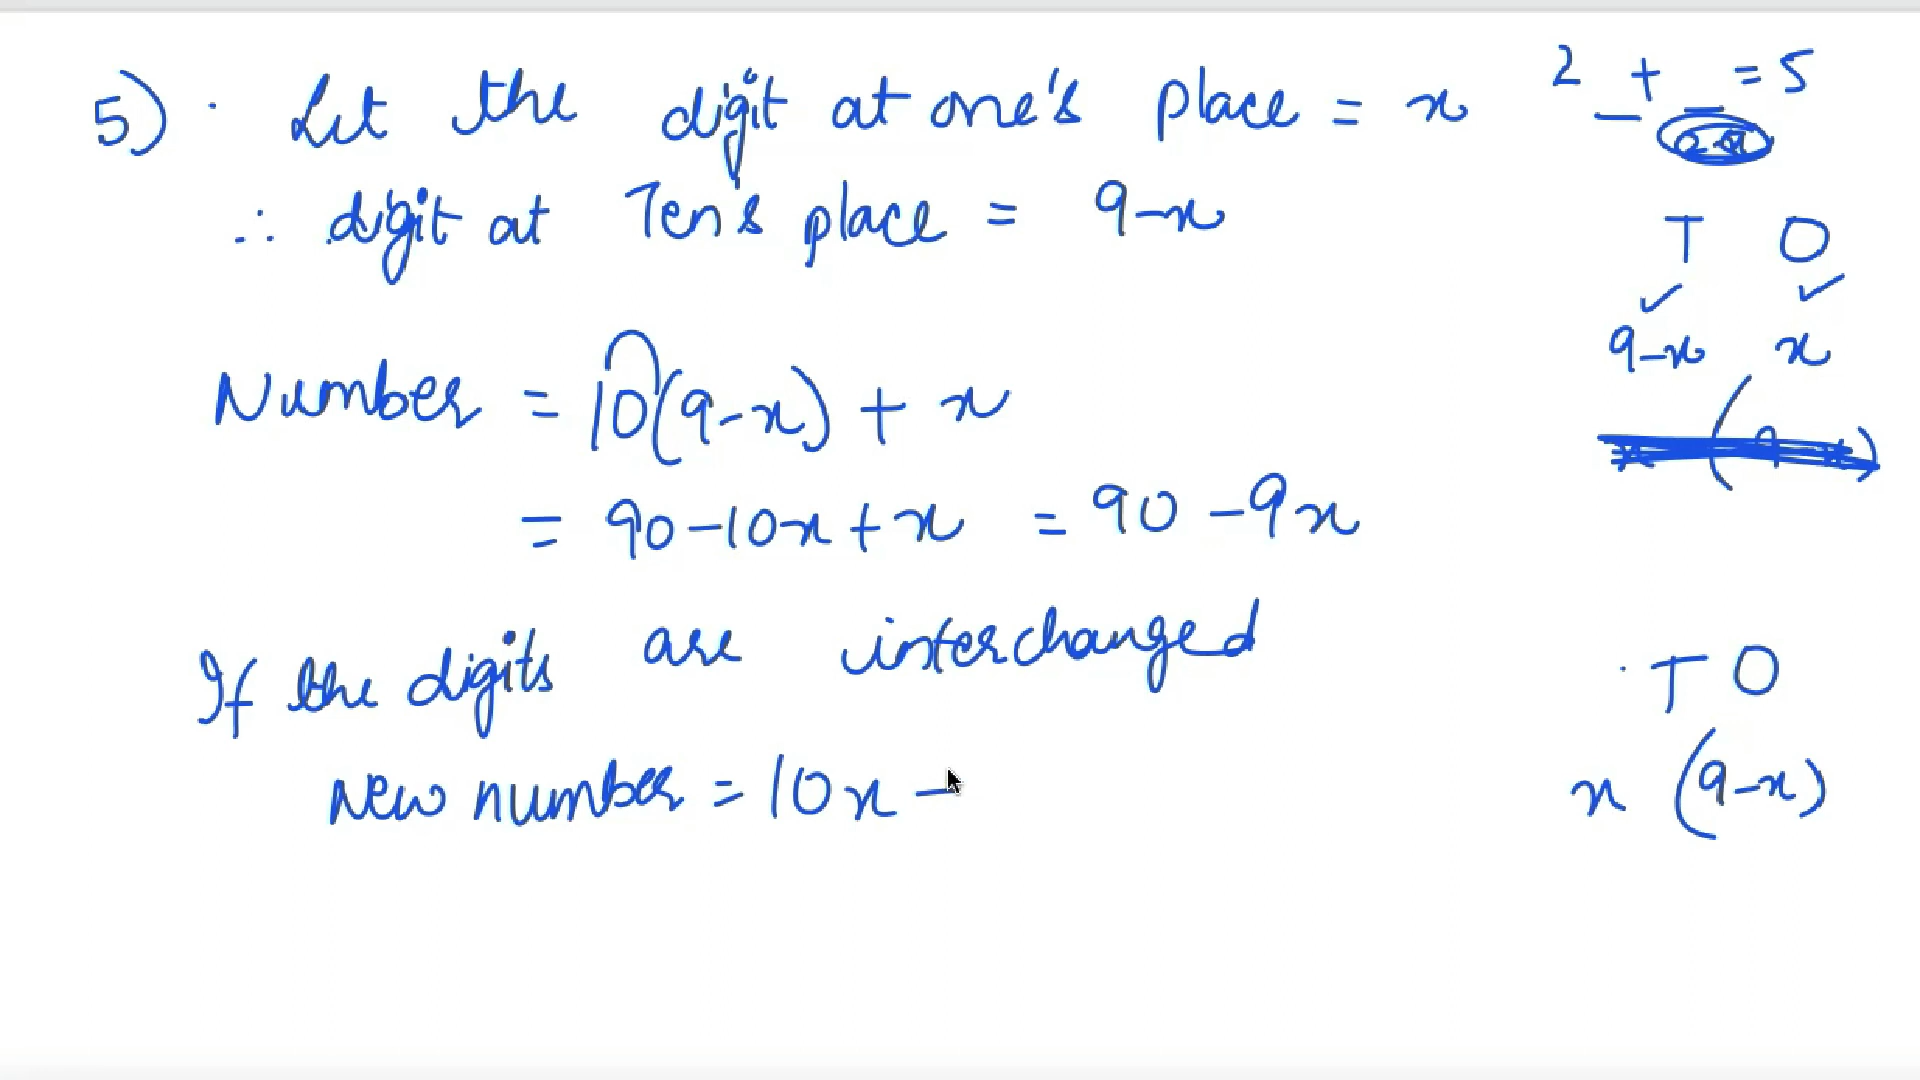 5) Let the digit at one's place = x
∴ digit at Ten's place = 9-x
Number = 10(9-x) + x
= 90-10x+x = 90-9x
If the digits are interchanged
New number = 10x -
2 + = 5
T O
✓ ✓
9-x x
T O
x (9-x)